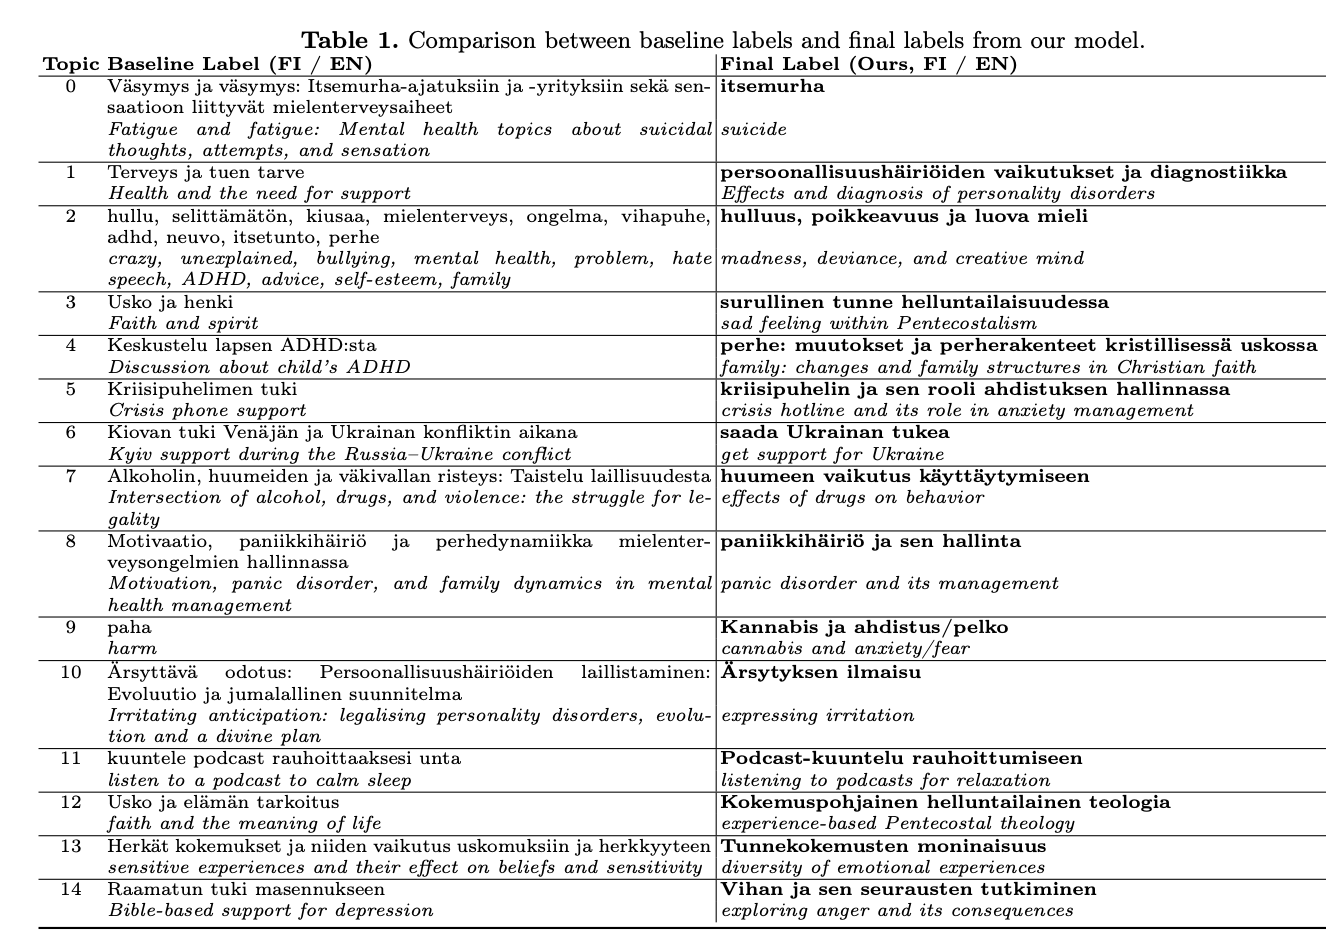 Table 1. Comparison between baseline labels and final labels from our model.
Topic Baseline Label (FI / EN) Final Label (Ours, FI / EN)
0 Väsymys ja väsymys: Itsemurha-ajatuksiin ja -yrityksiin sekä sen- itsemurha
saatioon liittyvät mielenterveysaiheet
Fatigue and fatigue: Mental health topics about suicidal suicide
thoughts, attempts, and sensation
1 Terveys ja tuen tarve persoonallisuushäiriöiden vaikutukset ja diagnostiikka
Health and the need for support Effects and diagnosis of personality disorders
2 hullu, selittämätön, kiusaa, mielenterveys, ongelma, vihapuhe, hulluus, poikkeavuus ja luova mieli
adhd, neuvo, itsetunto, perhe
crazy, unexplained, bullying, mental health, problem, hate madness, deviance, and creative mind
speech, ADHD, advice, self-esteem, family
3 Usko ja henki surullinen tunne helluntailaisuudessa
Faith and spirit sad feeling within Pentecostalism
4 Keskustelu lapsen ADHD:sta perhe: muutokset ja perherakenteet kristillisessä uskossa
Discussion about child's ADHD family: changes and family structures in Christian faith
5 Kriisipuhelimen tuki kriisipuhelin ja sen rooli ahdistuksen hallinnassa
Crisis phone support crisis hotline and its role in anxiety management
6 Kiovan tuki Venäjän ja Ukrainan konfliktin aikana saada Ukrainan tukea
Kyiv support during the Russia–Ukraine conflict get support for Ukraine
7 Alkoholin, huumeiden ja väkivallan risteys: Taistelu laillisuudesta huumeen vaikutus käyttäytymiseen
Intersection of alcohol, drugs, and violence: the struggle for le- effects of drugs on behavior
gality
8 Motivaatio, paniikkihäiriö ja perhedynamiikka mielenter- paniikkihäiriö ja sen hallinta
veysongelmien hallinnassa
Motivation, panic disorder, and family dynamics in mental panic disorder and its management
health management
9 paha Kannabis ja ahdistus/pelko
harm cannabis and anxiety/fear
10 Ärsyttävä odotus: Persoonallisuushäiriöiden laillistaminen: Ärsytyksen ilmaisu
Evoluutio ja jumalallinen suunnitelma
Irritating anticipation: legalising personality disorders, evolu- expressing irritation
tion and a divine plan
11 kuuntele podcast rauhoittaaksesi unta Podcast-kuuntelu rauhoittumiseen
listen to a podcast to calm sleep listening to podcasts for relaxation
12 Usko ja elämän tarkoitus Kokemuspohjainen helluntailainen teologia
faith and the meaning of life experience-based Pentecostal theology
13 Herkät kokemukset ja niiden vaikutus uskomuksiin ja herkkyyteen Tunnekokemusten moninaisuus
sensitive experiences and their effect on beliefs and sensitivity diversity of emotional experiences
14 Raamatun tuki masennukseen Vihan ja sen seurausten tutkiminen
Bible-based support for depression exploring anger and its consequences